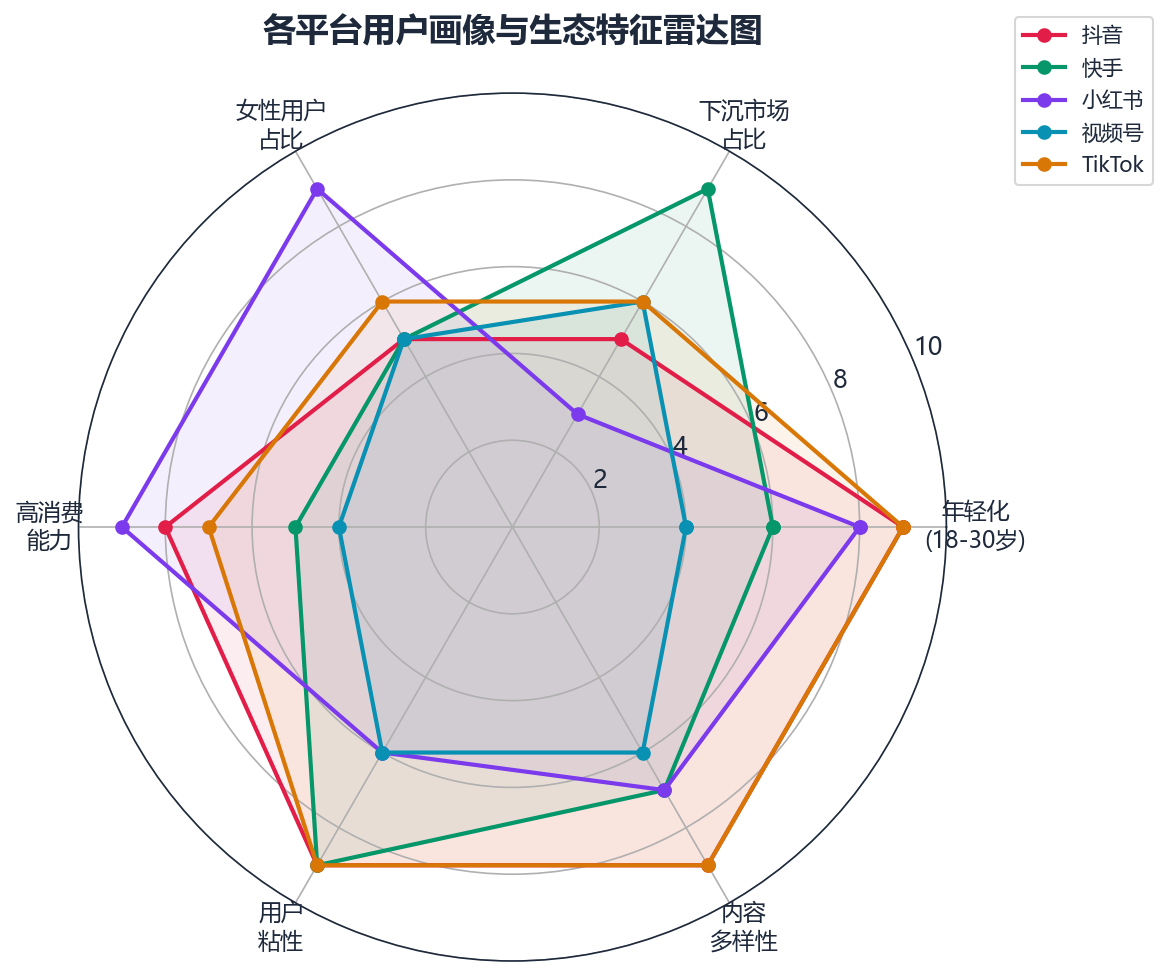 各平台用户画像与生态特征雷达图
抖音
快手
小红书
视频号
TikTok
女性用户
占比
下沉市场
占比
10
8
6
4
2
高消费
能力
年轻化
(18-30岁)
用户
粘性
内容
多样性